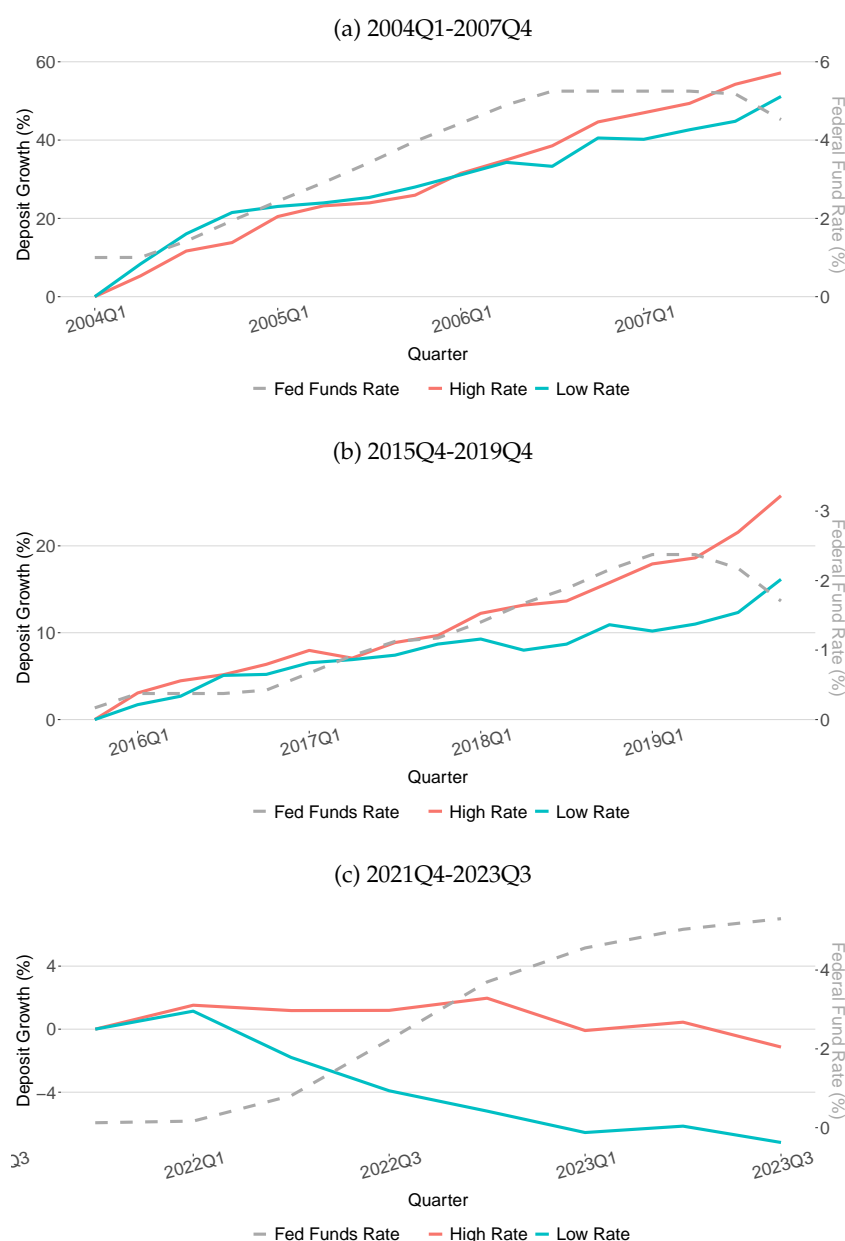 (a) 2004Q1-2007Q4
60
40
20
0
6
4
2
0
Deposit Growth (%)
Federal Fund Rate (%)
2004Q1 2005Q1 2006Q1 2007Q1
Quarter
Fed Funds Rate High Rate Low Rate
(b) 2015Q4-2019Q4
20
10
0
3
2
1
0
Deposit Growth (%)
Federal Fund Rate (%)
2016Q1 2017Q1 2018Q1 2019Q1
Quarter
Fed Funds Rate High Rate Low Rate
(c) 2021Q4-2023Q3
4
0
−4
4
2
0
Deposit Growth (%)
Federal Fund Rate (%)
Q3 2022Q1 2022Q3 2023Q1 2023Q3
Quarter
Fed Funds Rate High Rate Low Rate